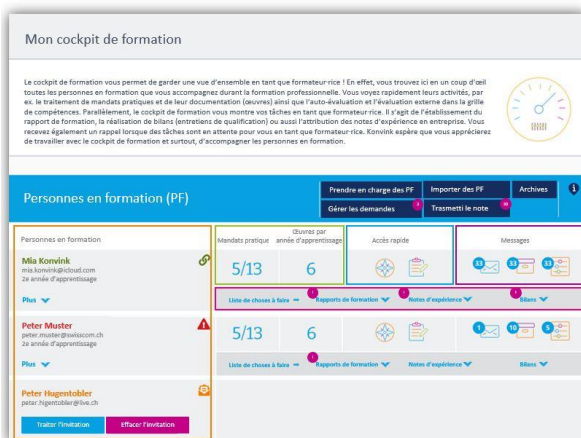 Mon cockpit de formation
Le cockpit de formation vous permet de garder une vue d'ensemble en tant que formateur·rice ! En effet, vous trouvez ici en un coup d'œil
toutes les personnes en formation que vous accompagnez durant la formation professionnelle. Vous voyez rapidement leurs activités, par
ex. le traitement de mandats pratiques et de leur documentation (œuvres) ainsi que l'auto-évaluation et l'évaluation externe dans la grille
de compétences. Parallèlement, le cockpit de formation vous montre vos tâches en tant que formateur·rice. Il s'agit de l'établissement du
rapport de formation, la réalisation de bilans (entretiens de qualification) ou aussi l'attribution des notes d'expérience en entreprise. Vous
recevez également un rappel lorsque des tâches sont en attente pour vous en tant que formateur·rice. Konvink espère que vous apprécierez
de travailler avec le cockpit de formation et surtout, d'accompagner les personnes en formation.
Personnes en formation (PF)
Prendre en charge des PF Importer des PF Archives
Gérer les demandes Trasmetti le note
Personnes en formation Mandats pratique Œuvres par année d'apprentissage Accès rapide Messages
Mia Konvink
mia.konvink@icloud.com
2e année d'apprentissage
5/13 6 33 33 33
Plus Liste de choses à faire Rapports de formation Notes d'expérience Bilans
Peter Muster
peter.muster@swisscom.ch
2e année d'apprentissage
5/13 6 1 10 5
Plus Liste de choses à faire Rapports de formation Notes d'expérience Bilans
Peter Hugentobler
peter.higentobler@live.ch
Traiter l'invitation Effacer l'invitation